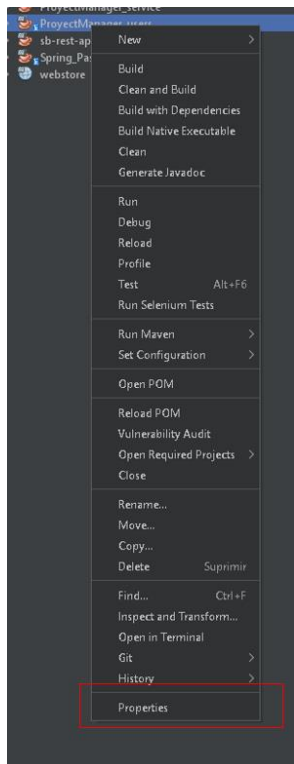 ProyectManager_service
ProyectManager_users
sb-rest-ap
Spring_Pas
webstore
New
Build
Clean and Build
Build with Dependencies
Build Native Executable
Clean
Generate Javadoc
Run
Debug
Reload
Profile
Test Alt+F6
Run Selenium Tests
Run Maven
Set Configuration
Open POM
Reload POM
Vulnerability Audit
Open Required Projects
Close
Rename...
Move...
Copy...
Delete Suprimir
Find... Ctrl+F
Inspect and Transform...
Open in Terminal
Git
History
Properties